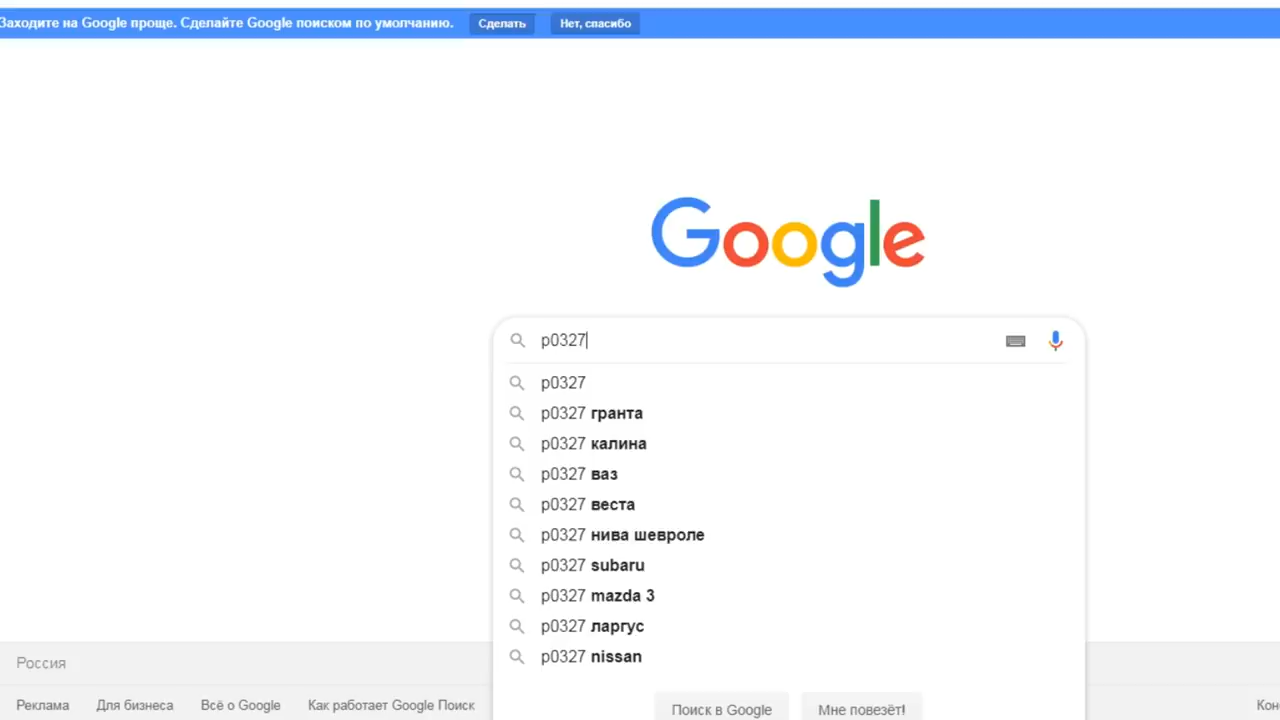 Заходите на Google проще. Сделайте Google поиском по умолчанию. Сделать Нет, спасибо
Google
p0327
p0327
p0327 гранта
p0327 калина
p0327 ваз
p0327 веста
p0327 нива шевроле
p0327 subaru
p0327 mazda 3
p0327 ларгус
p0327 nissan
Россия
Реклама Для бизнеса Всё о Google Как работает Google Поиск
Поиск в Google Мне повезёт!